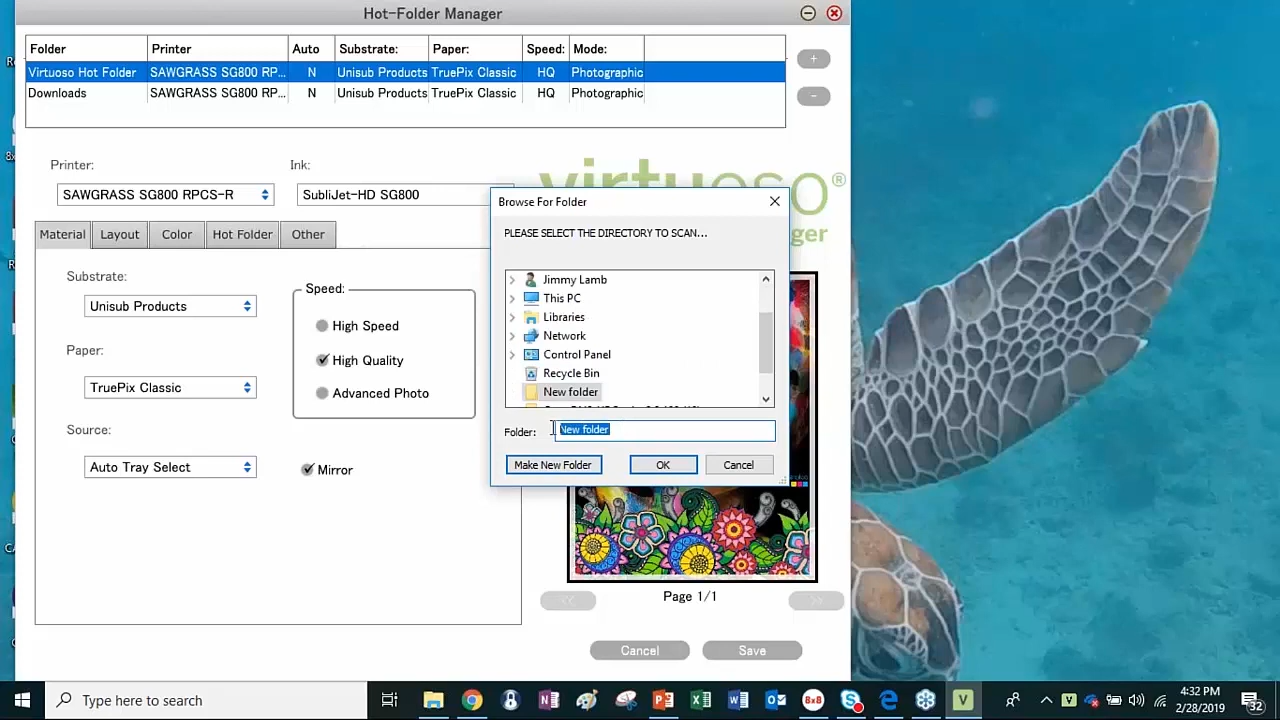 Hot-Folder Manager
Folder Printer Auto Substrate: Paper: Speed: Mode:
Virtuoso Hot Folder SAWGRASS SG800 RP... N Unisub Products TruePix Classic HQ Photographic
Downloads SAWGRASS SG800 RP... N Unisub Products TruePix Classic HQ Photographic
+
-
Printer: Ink:
SAWGRASS SG800 RPCS-R SubliJet-HD SG800
virtuoso®
ager
Material Layout Color Hot Folder Other
Substrate:
Unisub Products
Paper:
TruePix Classic
Source:
Auto Tray Select
Speed:
High Speed
High Quality
Advanced Photo
Mirror
Browse For Folder
PLEASE SELECT THE DIRECTORY TO SCAN...
Jimmy Lamb
This PC
Libraries
Network
Control Panel
Recycle Bin
New folder
Folder: New folder
Make New Folder OK Cancel
<< Page 1/1 >>
Cancel Save
Type here to search
8x8
4:32 PM
2/28/2019
32